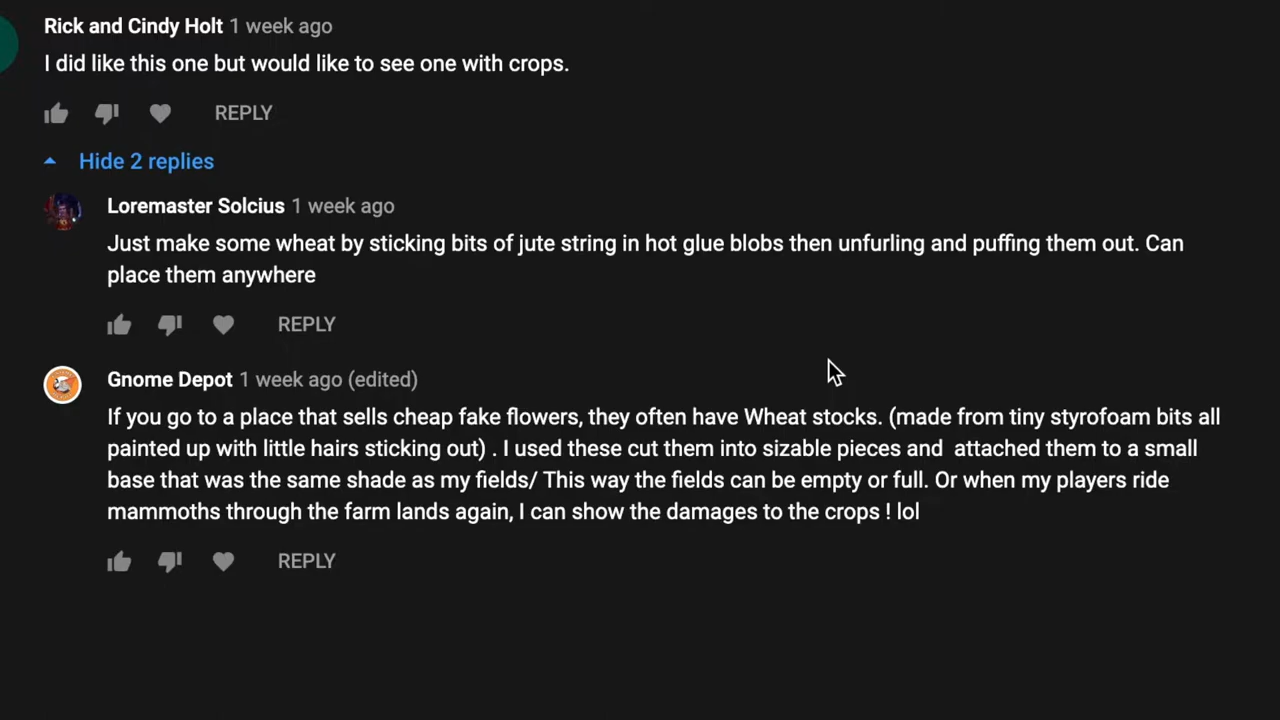 Rick and Cindy Holt 1 week ago
I did like this one but would like to see one with crops.
REPLY
Hide 2 replies
Loremaster Solcius 1 week ago
Just make some wheat by sticking bits of jute string in hot glue blobs then unfurling and puffing them out. Can
place them anywhere
REPLY
Gnome Depot 1 week ago (edited)
If you go to a place that sells cheap fake flowers, they often have Wheat stocks. (made from tiny styrofoam bits all
painted up with little hairs sticking out) . I used these cut them into sizable pieces and  attached them to a small
base that was the same shade as my fields/ This way the fields can be empty or full. Or when my players ride
mammoths through the farm lands again, I can show the damages to the crops ! lol
REPLY